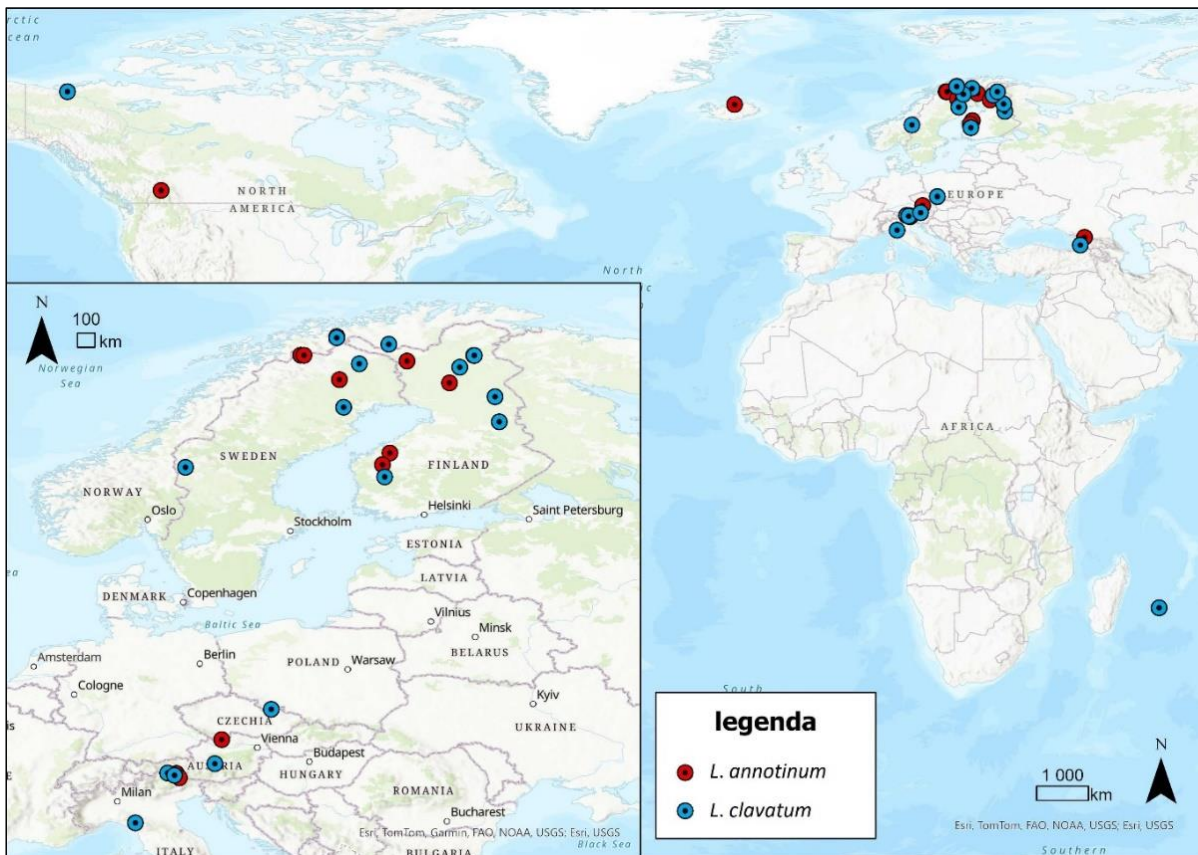 rctic
cean
NORTH
AMERICA
North
ic
EUROPE
AFRICA
South
Southern
N
100
km
Norwegian
Sea
SWEDEN
FINLAND
NORWAY
Oslo
Helsinki
Saint Petersburg
Stockholm
ESTONIA
LATVIA
DENMARK
Copenhagen
Baltic Sea
Vilnius
Minsk
BELARUS
Amsterdam
Berlin
POLAND
Warsaw
Cologne
Kyiv
CZECHIA
UKRAINE
Vienna
Budapest
AUSTRIA
HUNGARY
Milan
ROMANIA
Bucharest
Esri, TomTom, Garmin, FAO, NOAA, USGS; Esri, USGS
Black Sea
ITALY
BULGARIA
legenda
L. annotinum
L. clavatum
N
1 000
km
Esri, TomTom, FAO, NOAA, USGS; Esri, USGS